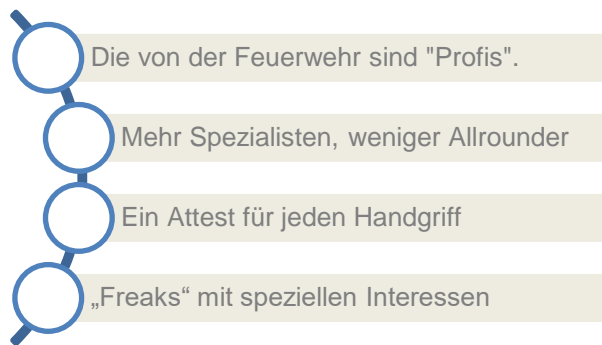 Die von der Feuerwehr sind "Profis".
Mehr Spezialisten, weniger Allrounder
Ein Attest für jeden Handgriff
„Freaks“ mit speziellen Interessen